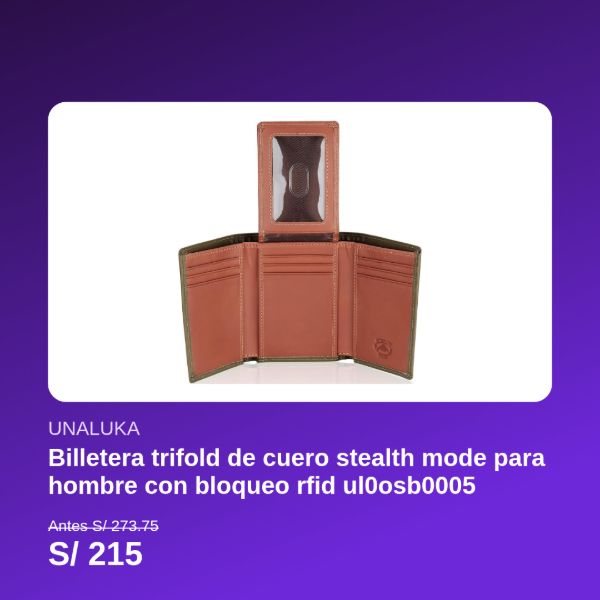 UNALUKA
Billetera trifold de cuero stealth mode para
hombre con bloqueo rfid ul0osb0005
Antes S/ 273.75
S/ 215